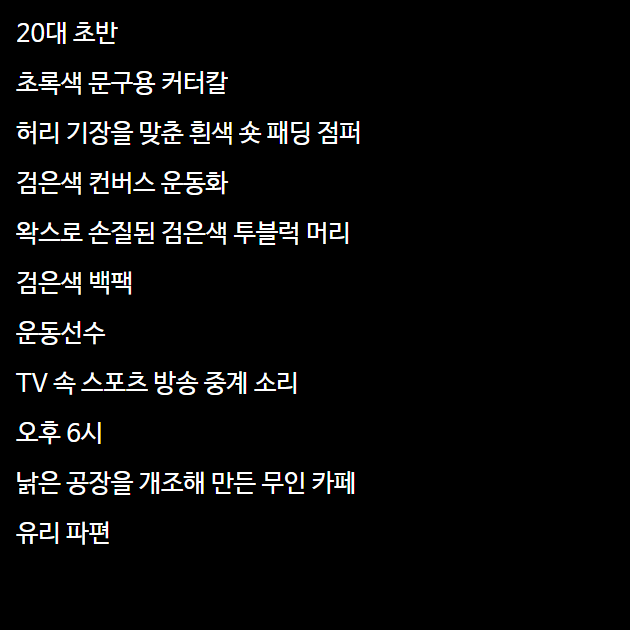 20대 초반
초록색 문구용 커터칼
허리 기장을 맞춘 흰색 숏 패딩 점퍼
검은색 컨버스 운동화
왁스로 손질된 검은색 투블럭 머리
검은색 백팩
운동선수
TV 속 스포츠 방송 중계 소리
오후 6시
낡은 공장을 개조해 만든 무인 카페
유리 파편